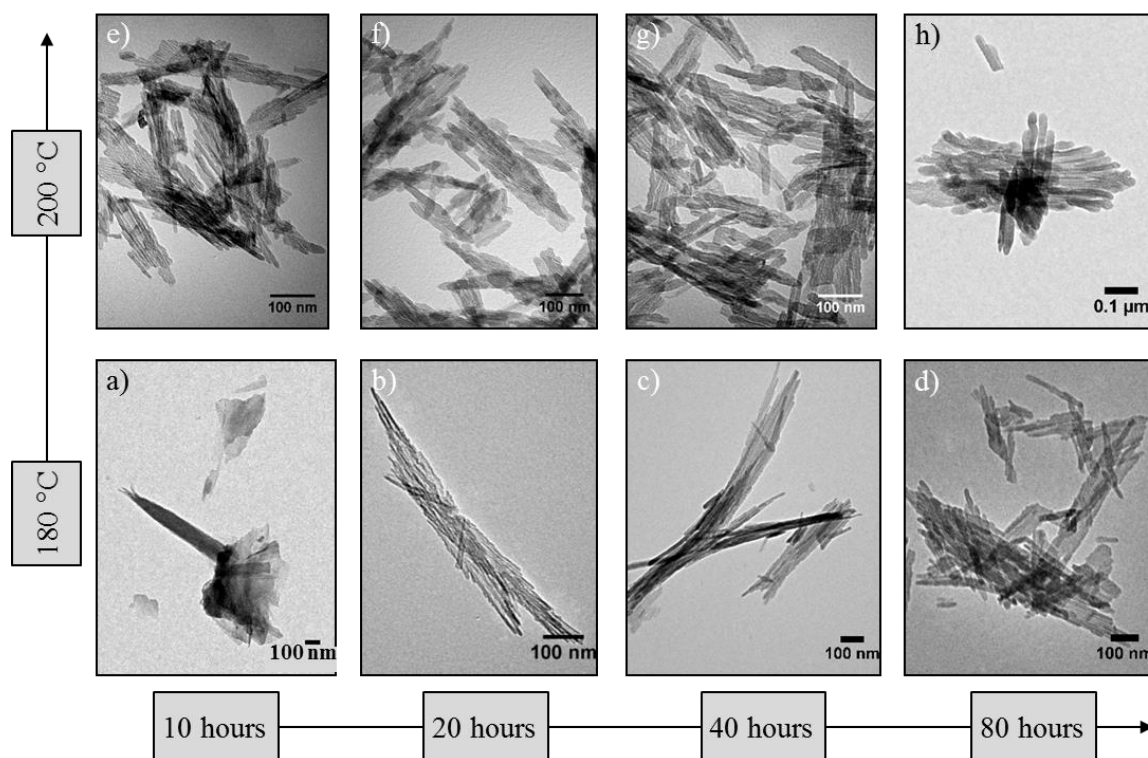 e)
f)
g)
h)
200 °C
100 nm
100 nm
100 nm
0.1 µm
a)
b)
c)
d)
180 °C
100 nm
100 nm
100 nm
100 nm
10 hours
20 hours
40 hours
80 hours